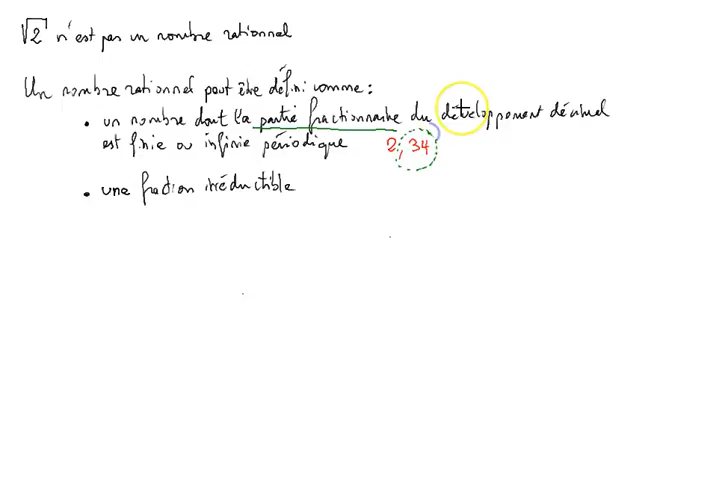 √2 n'est pas un nombre rationnel
Un nombre rationnel peut être défini comme :
• un nombre dont la partie fractionnaire du développement décimal
est finie ou infinie périodique 2,34
• une fraction irréductible